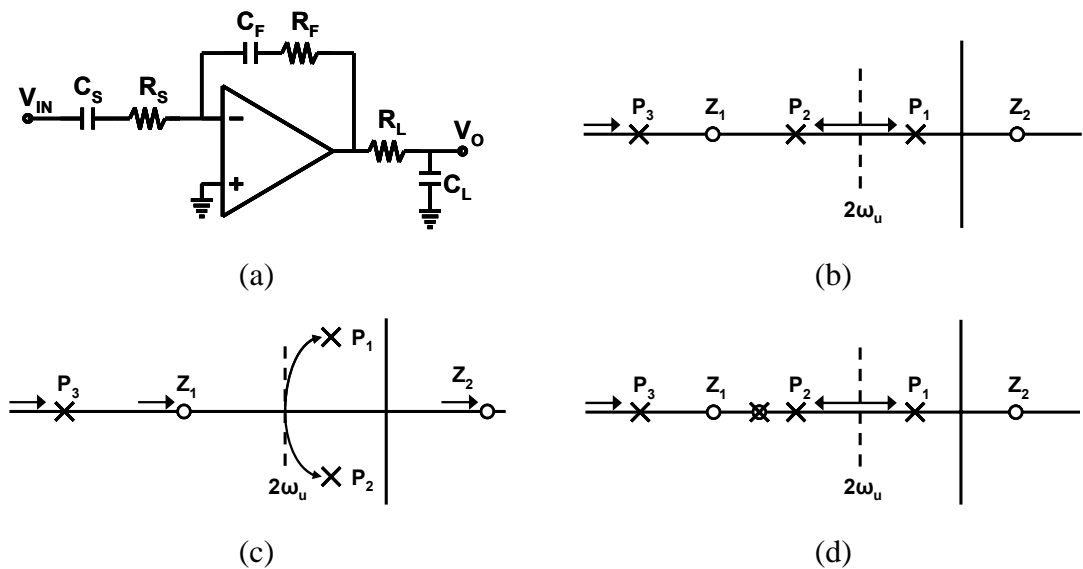 C_F R_F
V_IN C_S R_S
−
+
R_L V_O
C_L
(a)
P_3 Z_1 P_2 P_1 Z_2
2ω_u
(b)
P_3 Z_1 P_1 Z_2
2ω_u P_2
(c)
P_3 Z_1 P_2 P_1 Z_2
2ω_u
(d)